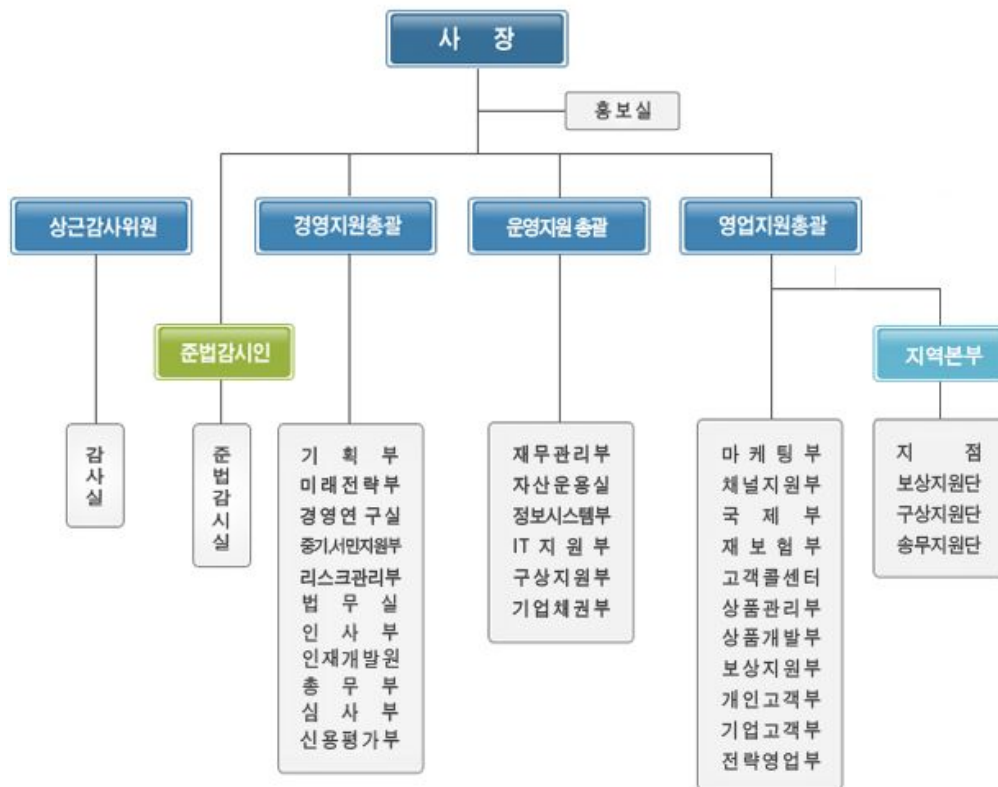 사 장
홍보실
상근감사위원
경영지원총괄
운영지원 총괄
영업지원총괄
준법감시인
지역본부
감사실
준법감시실
기 획 부
미래전략부
경영연구실
중기,서민지원부
리스크관리부
법 무 실
인 사 부
인재개발원
총 무 부
심 사 부
신용평가부
재무관리부
자산운용실
정보시스템부
IT지원부
구상지원부
기업채권부
마케팅부
채널지원부
국 제 부
재보험부
고객콜센터
상품관리부
상품개발부
보상지원부
개인고객부
기업고객부
전략영업부
지 점
보상지원단
구상지원단
송무지원단